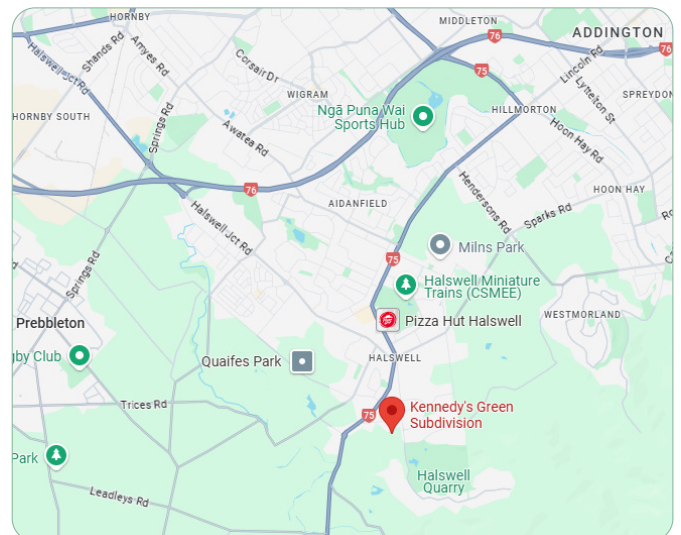 HORNBY
MIDDLETON
ADDINGTON
76
76
Halswell Jct Rd
Shands Rd
Amyes Rd
Corsair Dr
75
Lincoln Rd
Lyttelton St
SPREYDON
WIGRAM
Ngā Puna Wai
Sports Hub
HILLMORTON
HORNBY SOUTH
Springs Rd
Awatea Rd
Hoon Hay Rd
76
AIDANFIELD
Hendersons Rd
HOON HAY
Halswell Jct Rd
Sparks Rd
75
Milns Park
Springs Rd
Halswell Miniature
Trains (CSMEE)
Prebbleton
Pizza Hut Halswell
WESTMORLAND
gby Club
Quaifes Park
HALSWELL
Trices Rd
75
Kennedy's Green
Subdivision
Park
Halswell
Quarry
Leadleys Rd